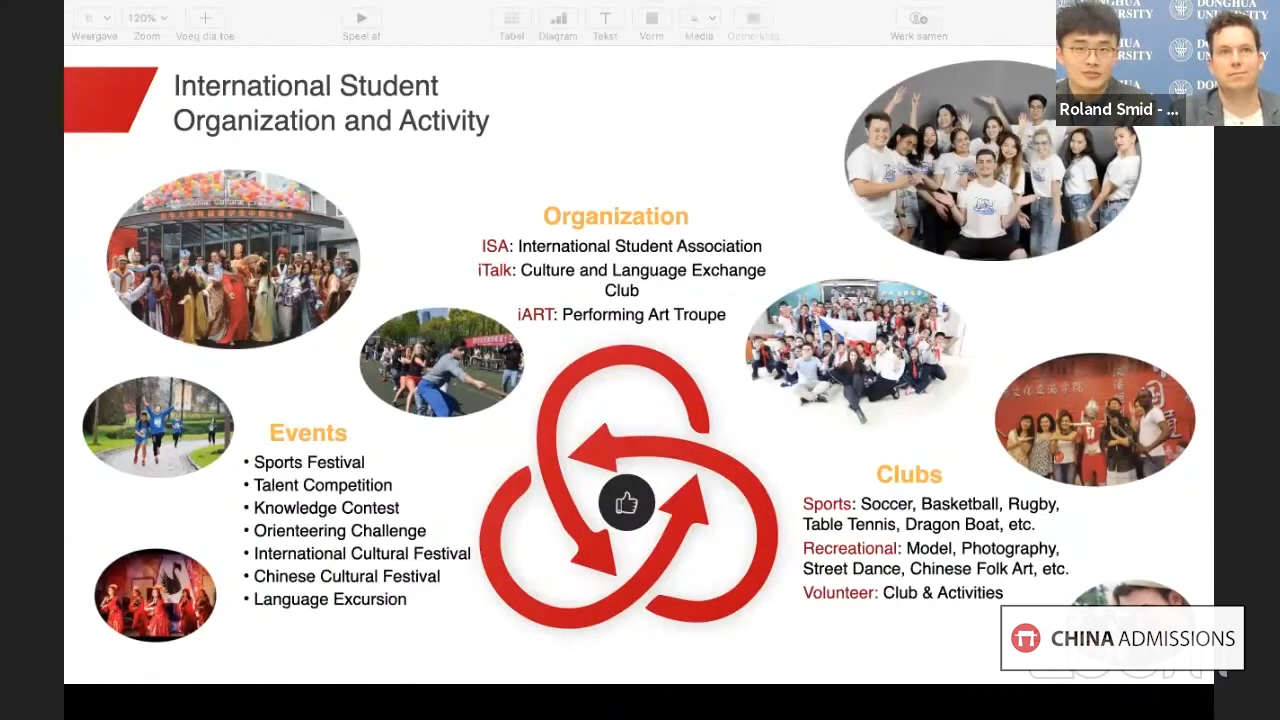 120%
Weergave
Zoom
Voeg dia toe
Speel af
Tabel
Diagram
Tekst
Vorm
Media
Opmerking
Werk samen
DONGHUA
UNIVERSITY
Roland Smid - ...
International Student
Organization and Activity
Organization
ISA: International Student Association
iTalk: Culture and Language Exchange
Club
iART: Performing Art Troupe
Events
• Sports Festival
• Talent Competition
• Knowledge Contest
• Orienteering Challenge
• International Cultural Festival
• Chinese Cultural Festival
• Language Excursion
Clubs
Sports: Soccer, Basketball, Rugby,
Table Tennis, Dragon Boat, etc.
Recreational: Model, Photography,
Street Dance, Chinese Folk Art, etc.
Volunteer: Club & Activities
CHINA ADMISSIONS